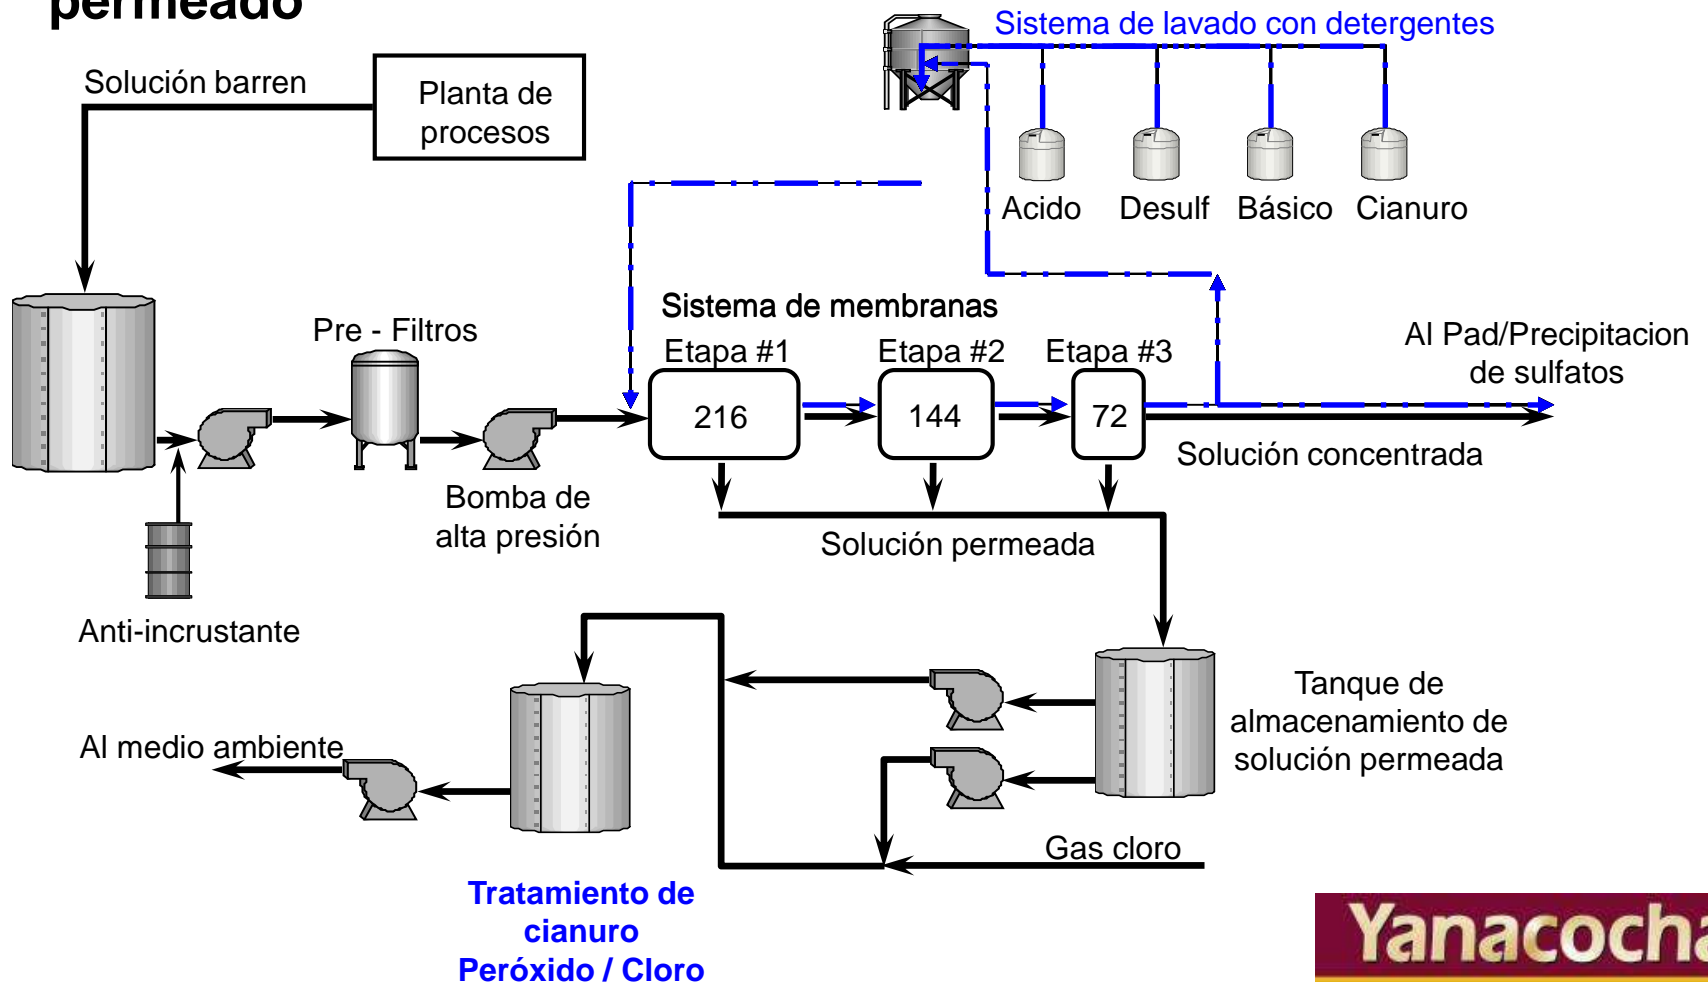 permeado
Sistema de lavado con detergentes
Solución barren
Planta de
procesos
Acido
Desulf
Básico
Cianuro
Sistema de membranas
Pre - Filtros
Etapa #1
Etapa #2
Etapa #3
Al Pad/Precipitacion
de sulfatos
216
144
72
Solución concentrada
Bomba de
alta presión
Solución permeada
Anti-incrustante
Tanque de
almacenamiento de
solución permeada
Al medio ambiente
Gas cloro
Tratamiento de
cianuro
Peróxido / Cloro
Yanacocha